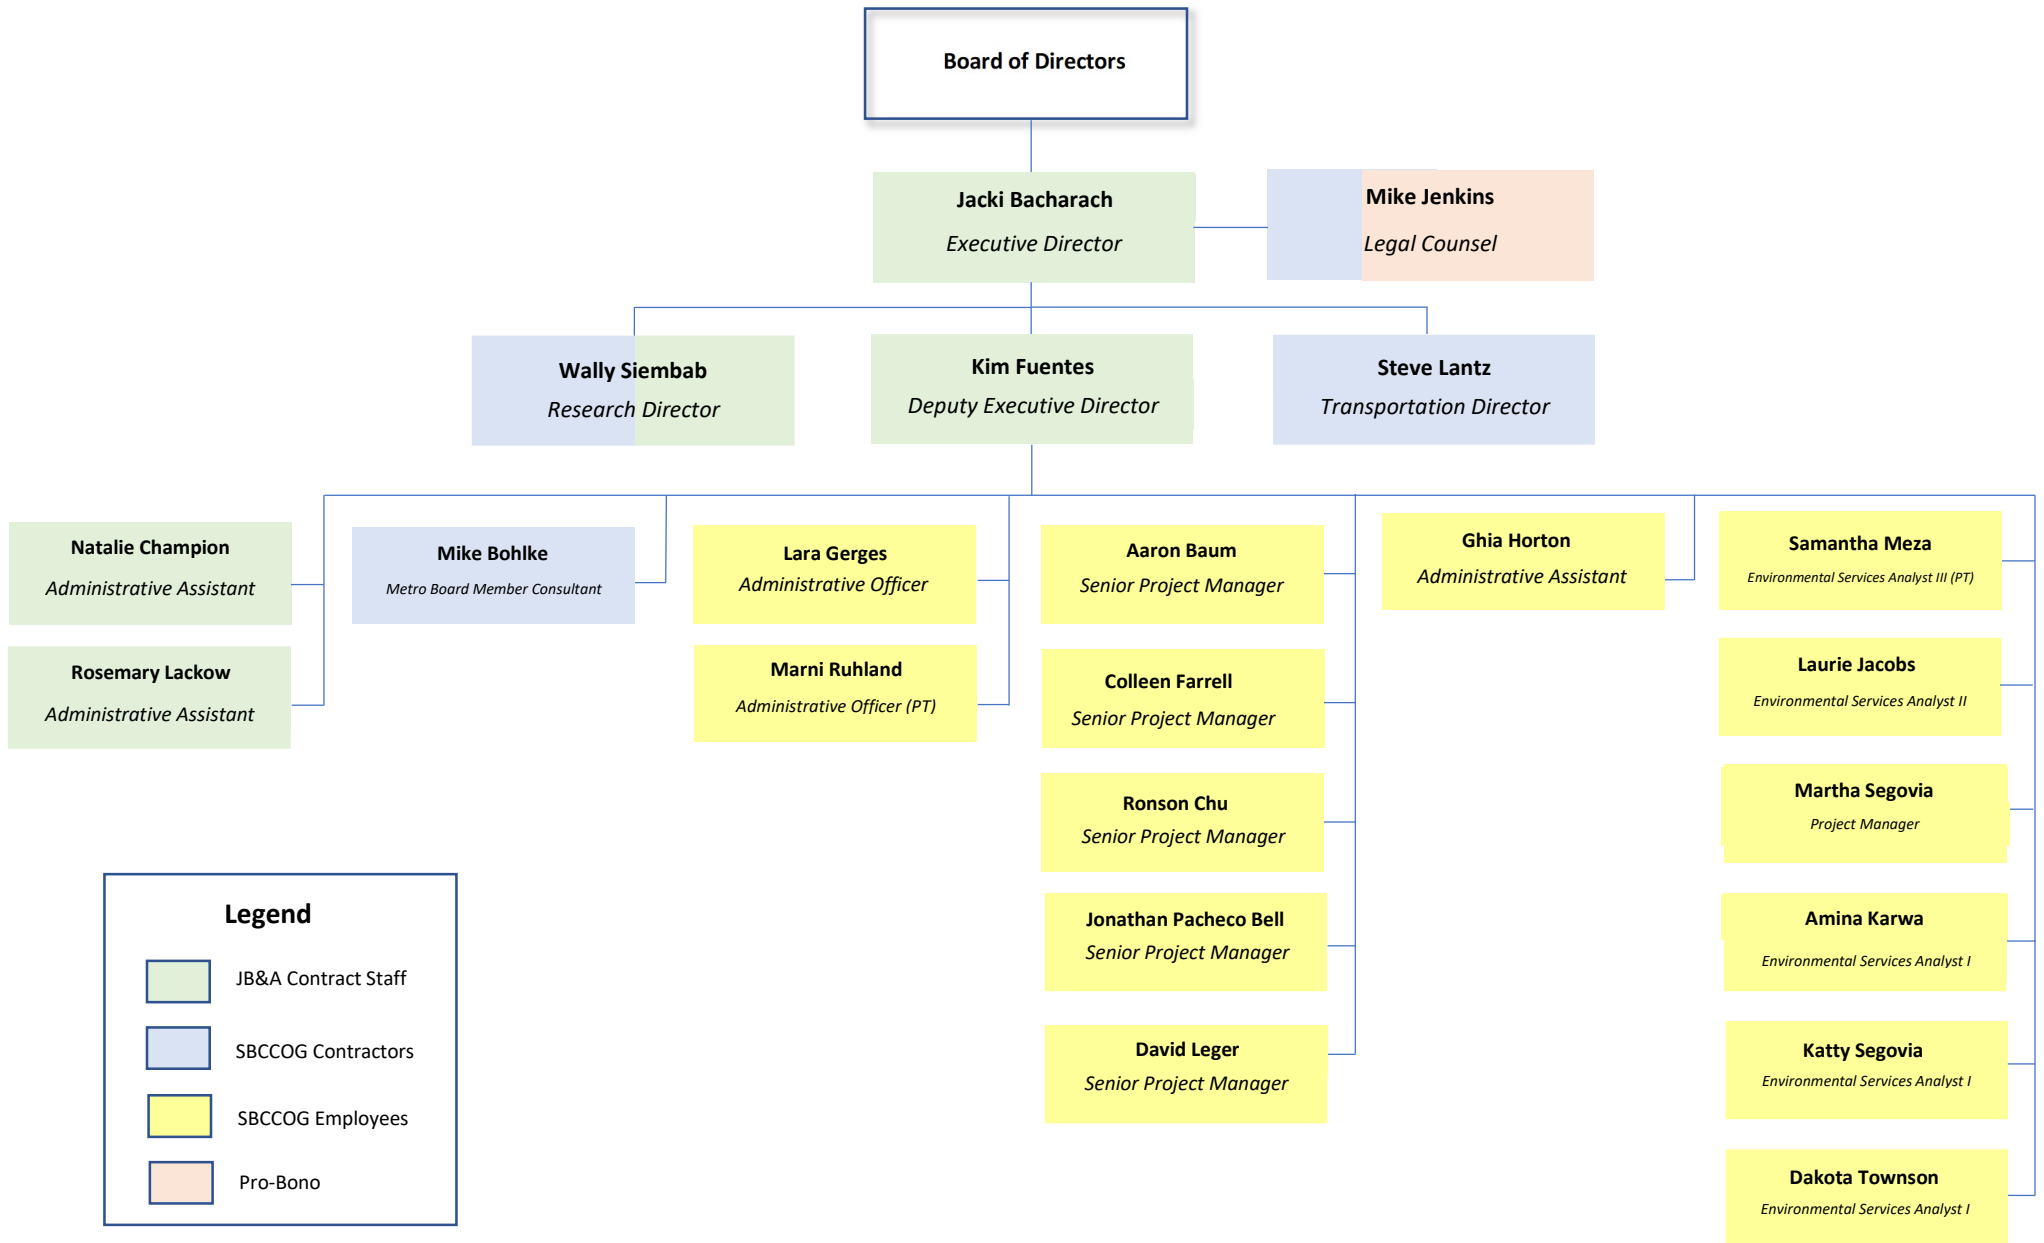 Board of Directors
Jacki Bacharach
Executive Director
Mike Jenkins
Legal Counsel
Wally Siembab
Research Director
Kim Fuentes
Deputy Executive Director
Steve Lantz
Transportation Director
Natalie Champion
Administrative Assistant
Rosemary Lackow
Administrative Assistant
Mike Bohlke
Metro Board Member Consultant
Lara Gerges
Administrative Officer
Marni Ruhland
Administrative Officer (PT)
Aaron Baum
Senior Project Manager
Colleen Farrell
Senior Project Manager
Ronson Chu
Senior Project Manager
Jonathan Pacheco Bell
Senior Project Manager
David Leger
Senior Project Manager
Ghia Horton
Administrative Assistant
Samantha Meza
Environmental Services Analyst III (PT)
Laurie Jacobs
Environmental Services Analyst II
Martha Segovia
Project Manager
Amina Karwa
Environmental Services Analyst I
Katty Segovia
Environmental Services Analyst I
Dakota Townson
Environmental Services Analyst I
Legend
JB&A Contract Staff
SBCCOG Contractors
SBCCOG Employees
Pro-Bono